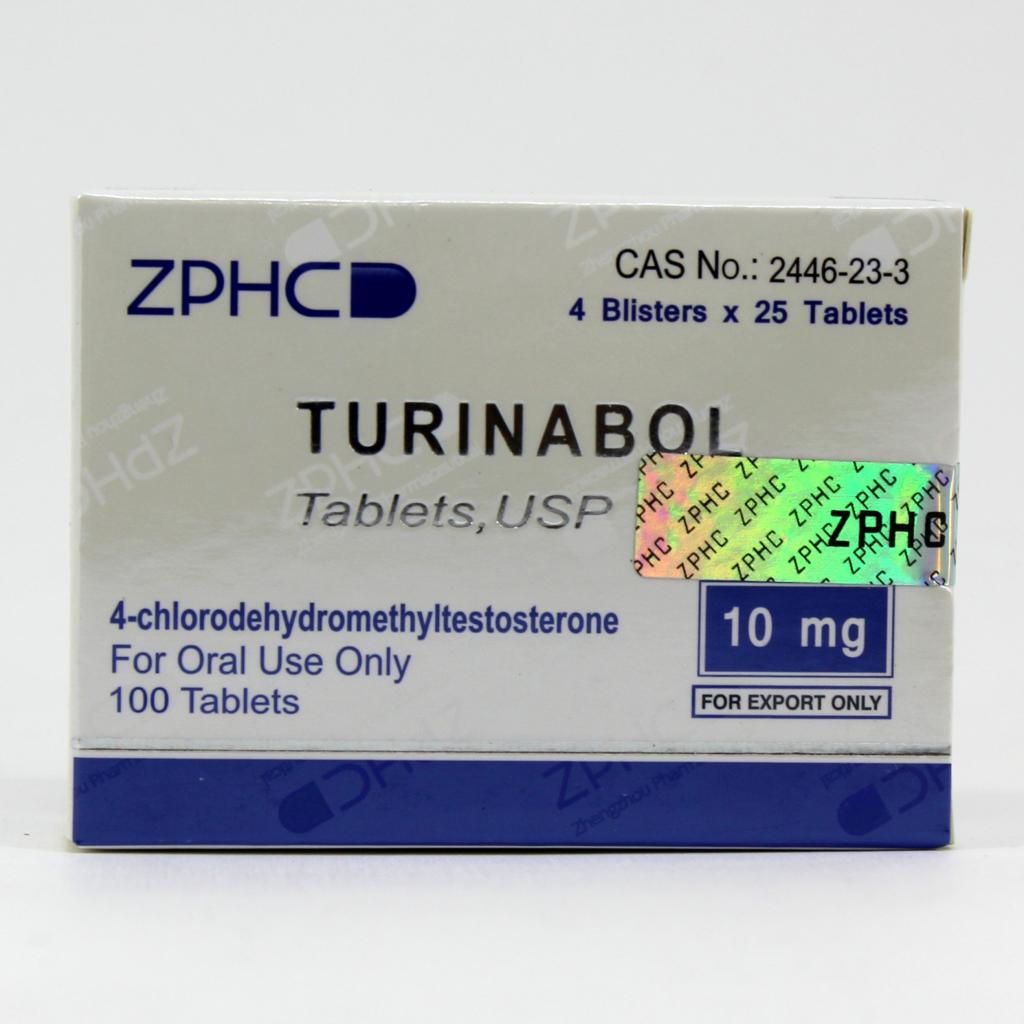 ZPHC
CAS No.: 2446-23-3
4 Blisters x 25 Tablets
TURINABOL
Tablets, USP
ZPHC
4-chlorodehydromethyltestosterone
For Oral Use Only
100 Tablets
10 mg
FOR EXPORT ONLY